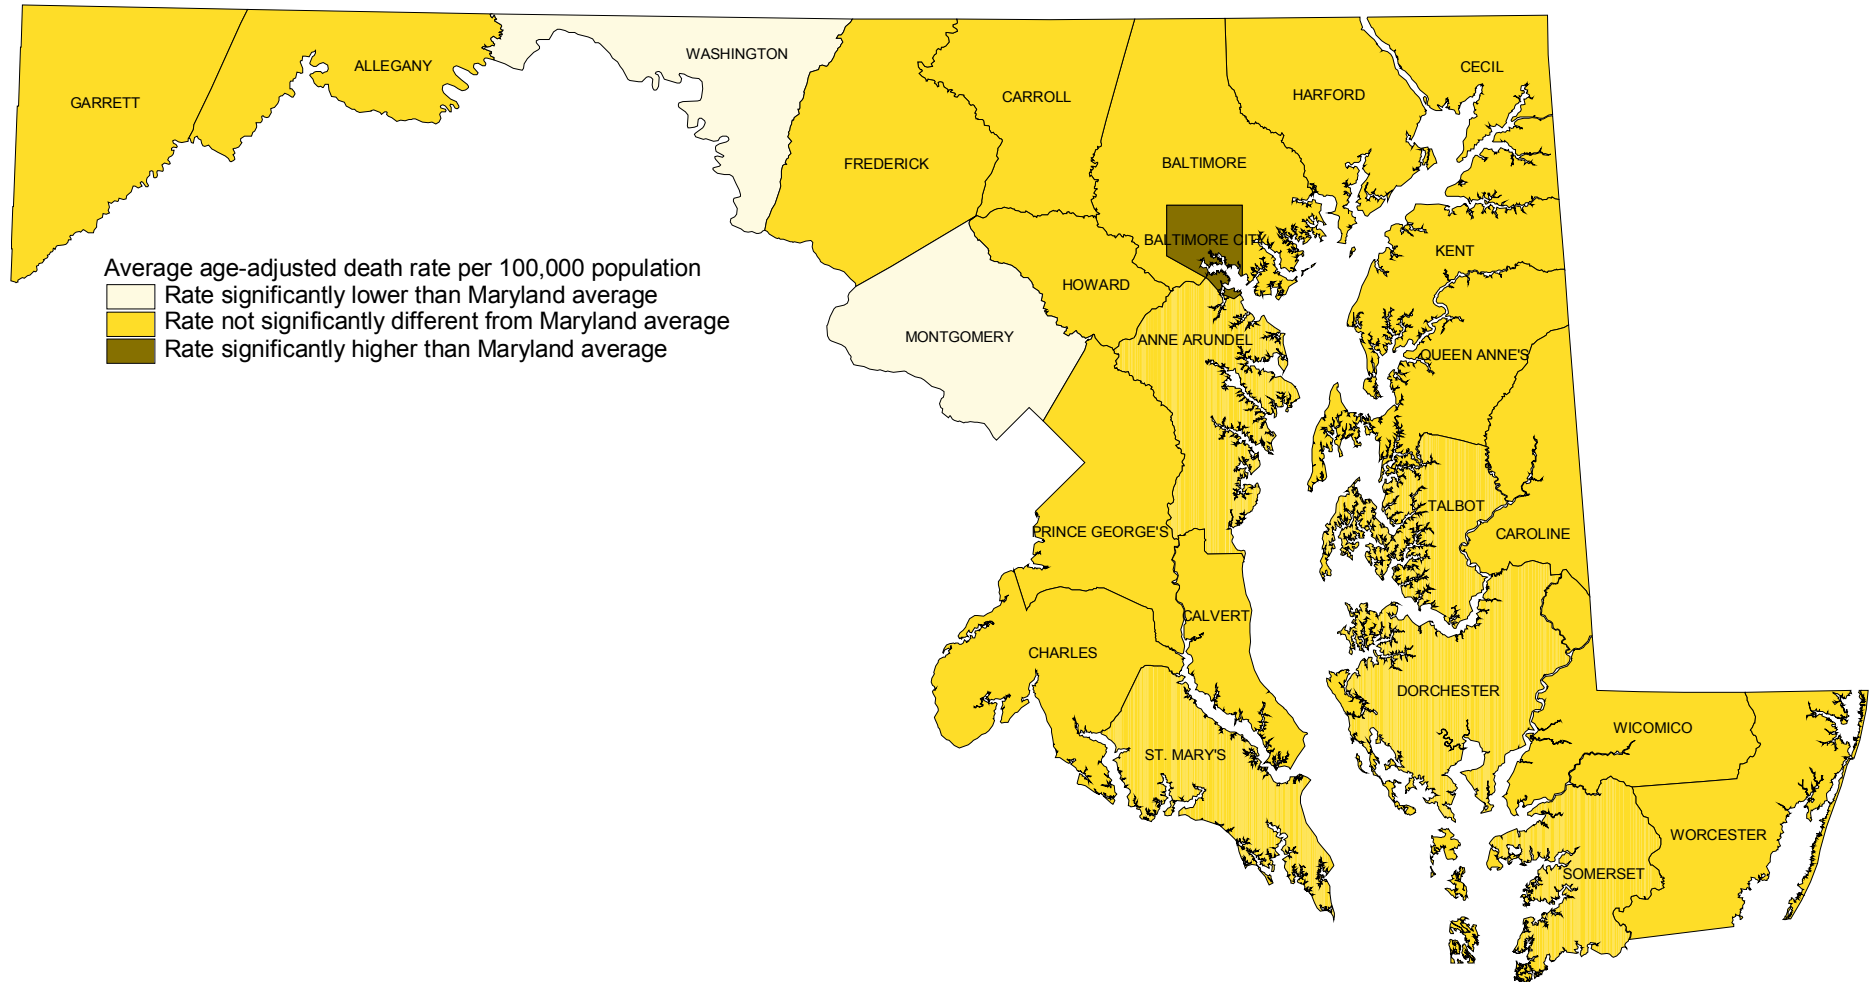 WASHINGTON
ALLEGANY
CECIL
GARRETT
CARROLL
HARFORD
FREDERICK
BALTIMORE
BALTIMORE CITY
KENT
Average age-adjusted death rate per 100,000 population
Rate significantly lower than Maryland average
Rate not significantly different from Maryland average
Rate significantly higher than Maryland average
HOWARD
MONTGOMERY
ANNE ARUNDEL
QUEEN ANNE'S
TALBOT
PRINCE GEORGE'S
CAROLINE
CALVERT
CHARLES
DORCHESTER
WICOMICO
ST. MARY'S
WORCESTER
SOMERSET